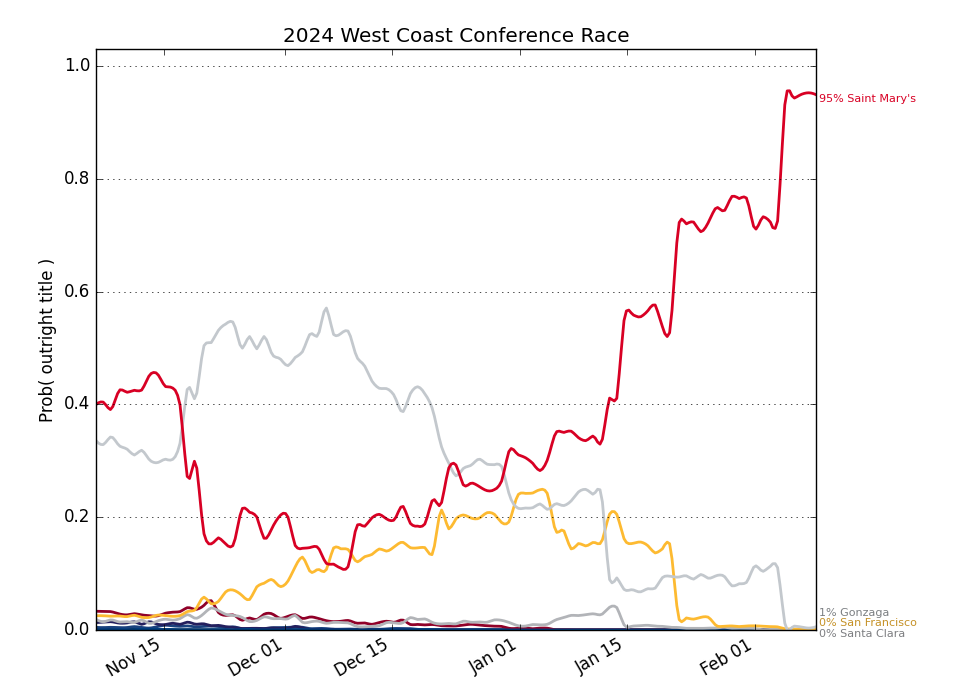 2024 West Coast Conference Race
1.0
0.8
0.6
0.4
0.2
0.0
Prob( outright title )
95% Saint Mary's
1% Gonzaga
0% San Francisco
0% Santa Clara
Nov 15
Dec 01
Dec 15
Jan 01
Jan 15
Feb 01